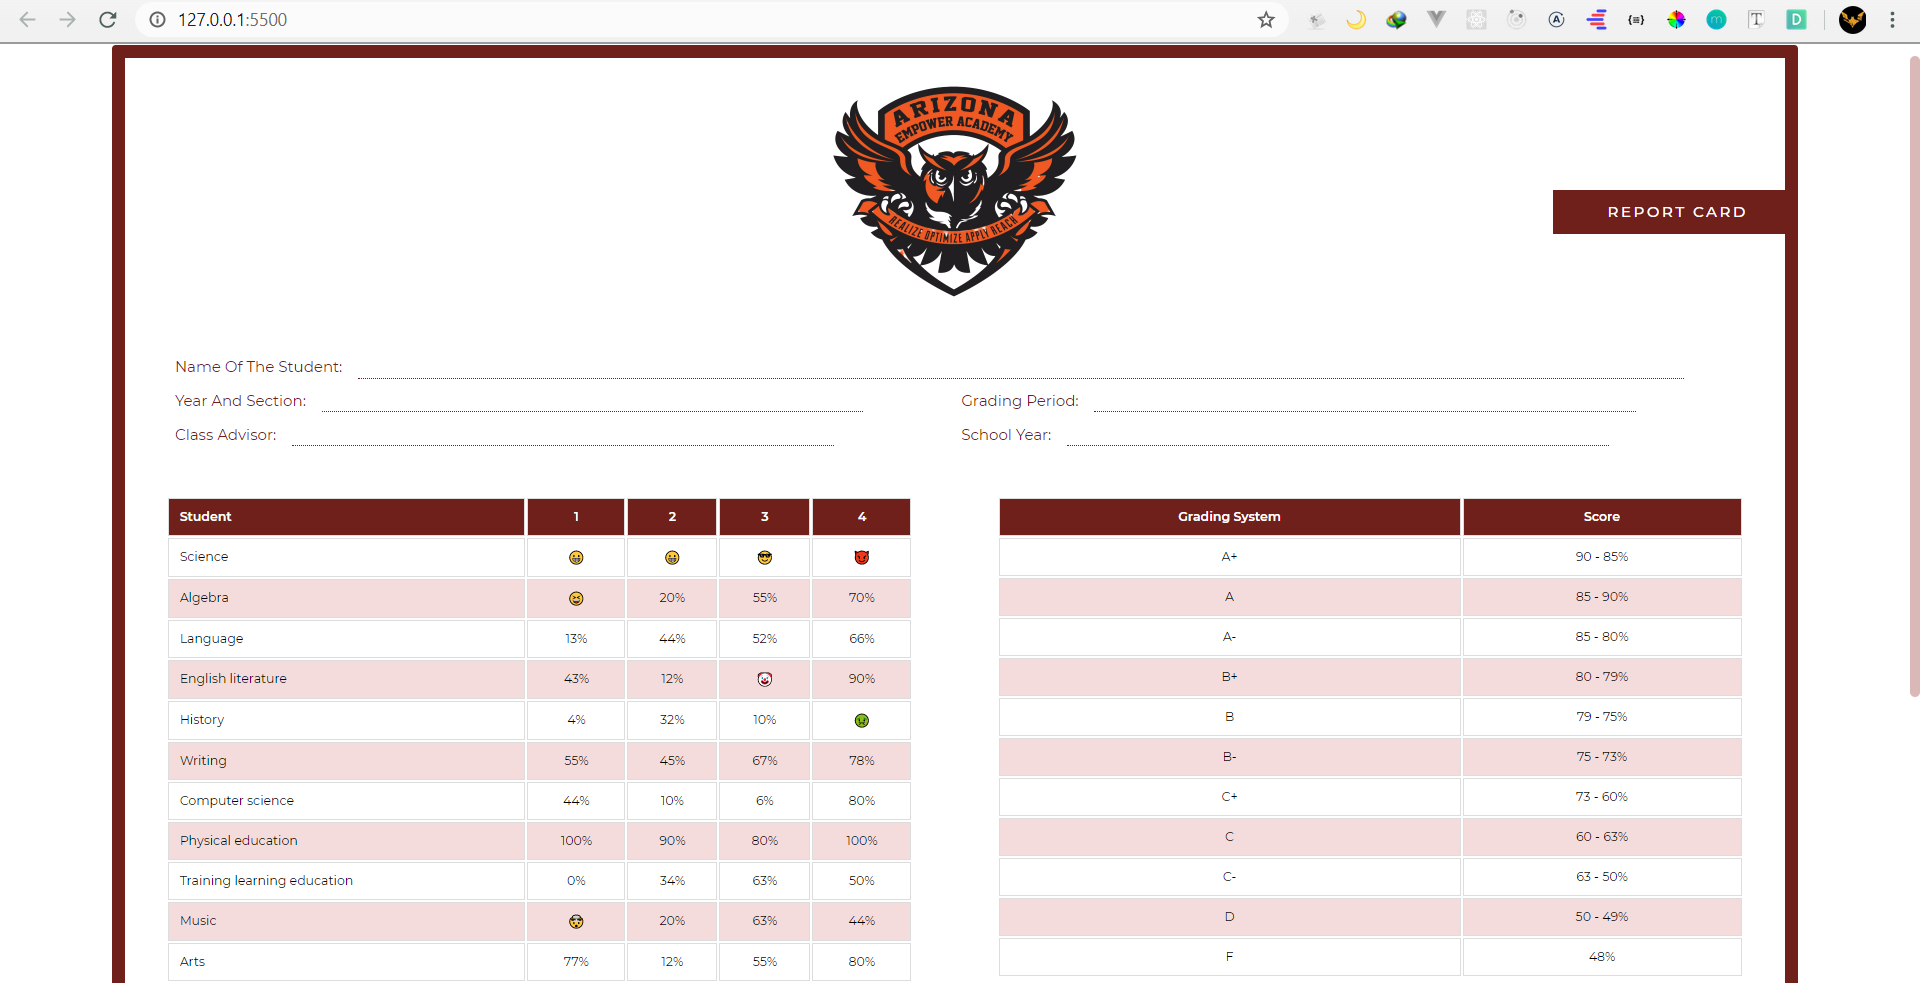 127.0.0.1:5500
ARIZONA
EMPOWER ACADEMY
REALIZE OPTIMIZE APPLY REACH
REPORT CARD
Name Of The Student:
Year And Section: Grading Period:
Class Advisor: School Year:
Student 1 2 3 4
Science 😀 😀 😎 😈
Algebra 😆 20% 55% 70%
Language 13% 44% 52% 66%
English literature 43% 12% 🤡 90%
History 4% 32% 10% 🤢
Writing 55% 45% 67% 78%
Computer science 44% 10% 6% 80%
Physical education 100% 90% 80% 100%
Training learning education 0% 34% 63% 50%
Music 😵 20% 63% 44%
Arts 77% 12% 55% 80%
Grading System Score
A+ 90 - 85%
A 85 - 90%
A- 85 - 80%
B+ 80 - 79%
B 79 - 75%
B- 75 - 73%
C+ 73 - 60%
C 60 - 63%
C- 63 - 50%
D 50 - 49%
F 48%